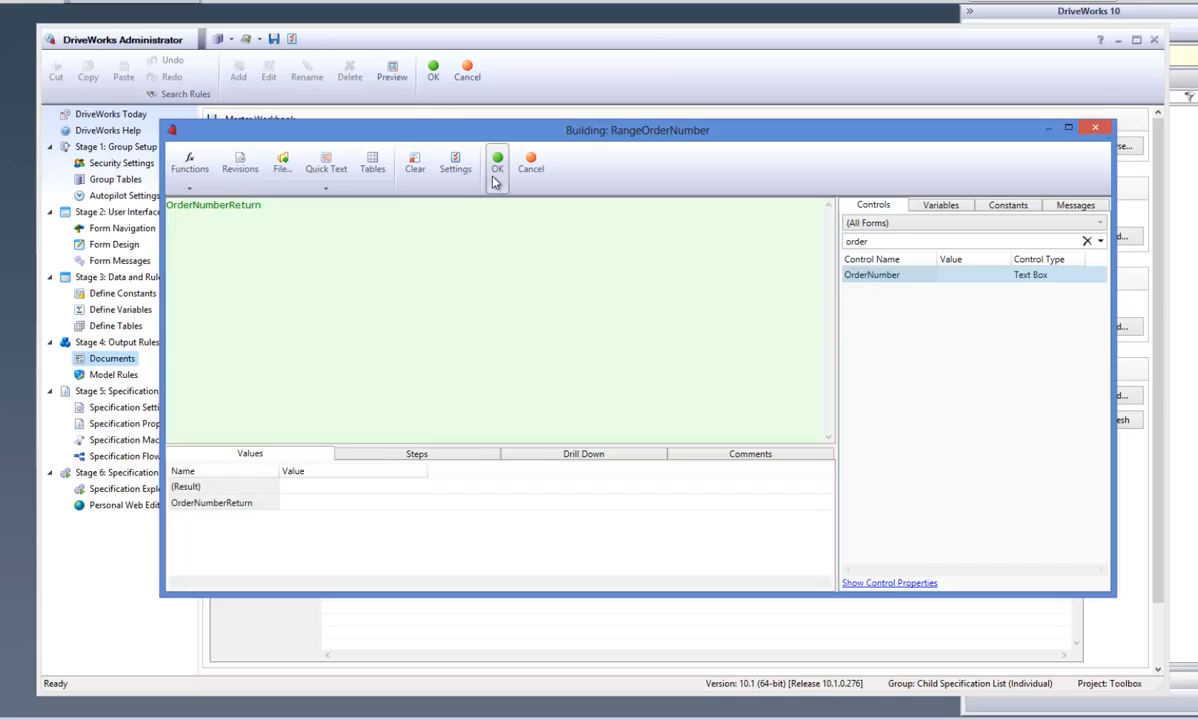 DriveWorks 10
DriveWorks Administrator
Cut
Copy
Paste
Undo
Redo
Search Rules
Add
Edit
Rename
Delete
Preview
OK
Cancel
DriveWorks Today
DriveWorks Help
Stage 1: Group Setup
Security Settings
Group Tables
Autopilot Settings
Stage 2: User Interface
Form Navigation
Form Design
Form Messages
Stage 3: Data and Rul
Define Constants
Define Variables
Define Tables
Stage 4: Output Rules
Documents
Model Rules
Stage 5: Specification
Specification Setti
Specification Prop
Specification Mac
Specification Flow
Stage 6: Specification
Specification Explo
Personal Web Edit
Building: RangeOrderNumber
Functions
Revisions
File...
Quick Text
Tables
Clear
Settings
OK
Cancel
OrderNumberReturn
Controls
Variables
Constants
Messages
(All Forms)
order
Control Name
Value
Control Type
OrderNumber
Text Box
Values
Steps
Drill Down
Comments
Name
Value
(Result)
OrderNumberReturn
Show Control Properties
Ready
Version: 10.1 (64-bit) [Release 10.1.0.276]
Group: Child Specification List (Individual)
Project: Toolbox